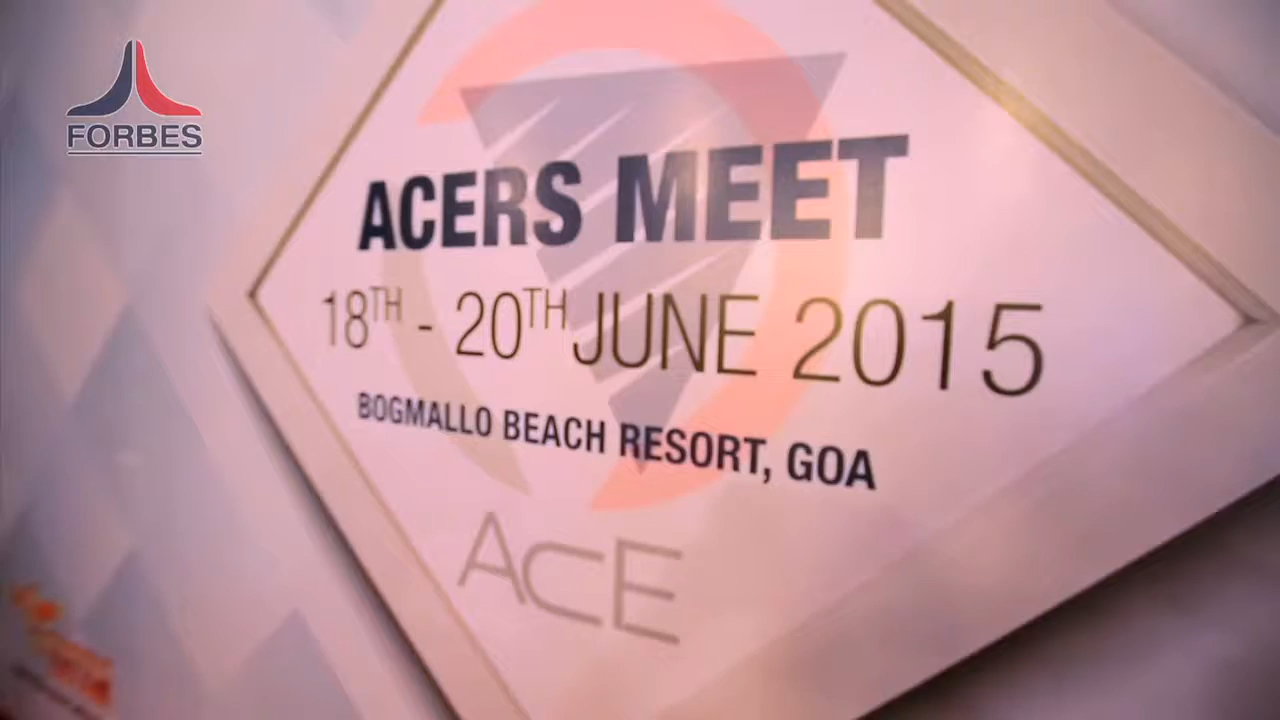 FORBES
ACERS MEET
18TH - 20TH JUNE 2015
BOGMALLO BEACH RESORT, GOA
ACE